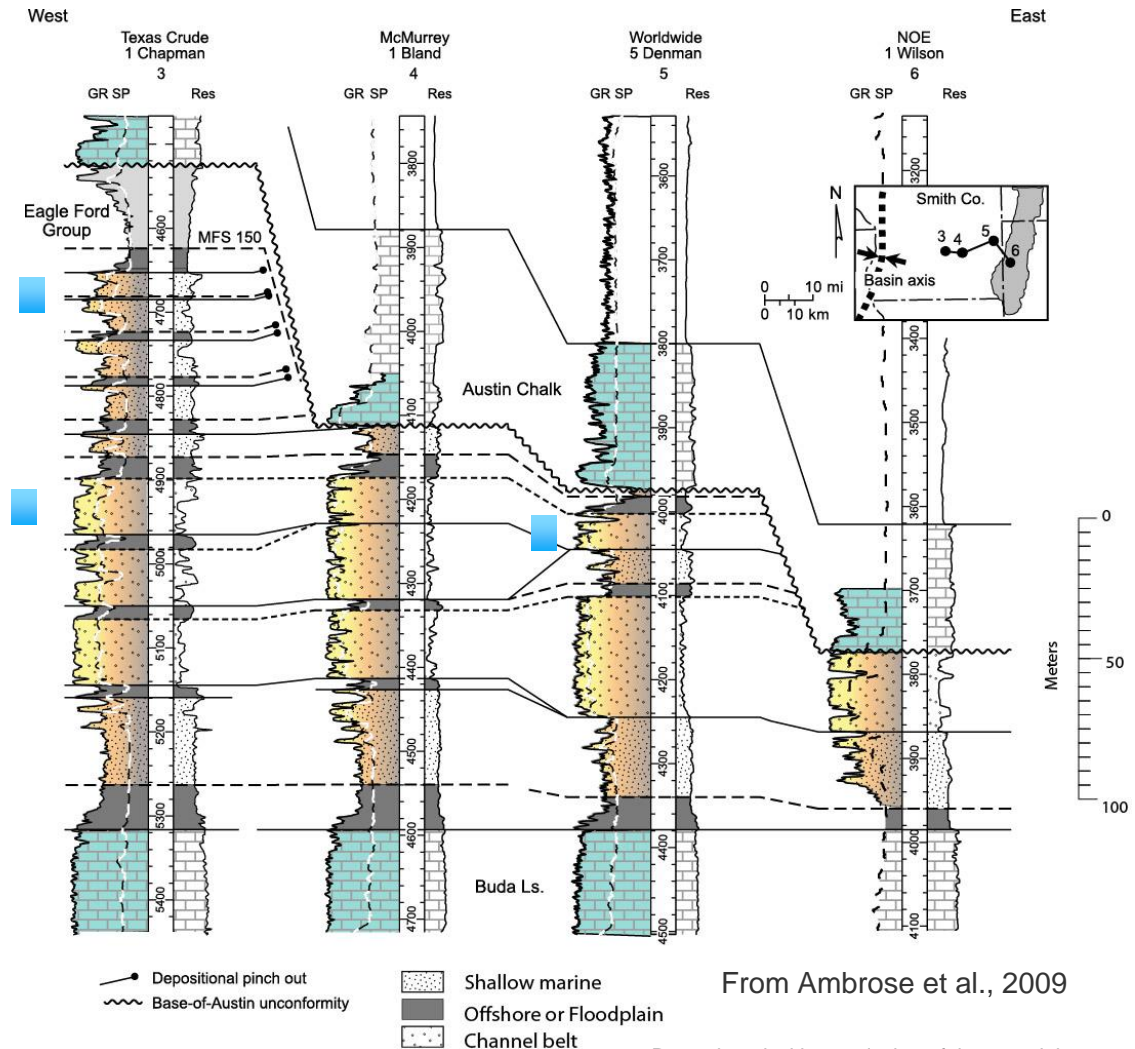 West
East
Texas Crude
1 Chapman
3
McMurrey
1 Bland
4
Worldwide
5 Denman
5
NOE
1 Wilson
6
GR SP
Res
GR SP
Res
GR SP
Res
GR SP
Res
4600
4700
4800
4900
5000
5100
5200
5300
5400
3800
3900
4000
4100
4200
4300
4400
4500
4600
4700
3600
3700
3800
3900
4000
4100
4200
4300
4400
4500
3200
3400
3500
3600
3800
3900
4000
4100
Eagle Ford
Group
MFS 150
Austin Chalk
Buda Ls.
N
Smith Co.
3
4
5
6
Basin axis
0 10 mi
0 10 km
0
50
100
Meters
Depositional pinch out
Base-of-Austin unconformity
Shallow marine
Offshore or Floodplain
Channel belt
From Ambrose et al., 2009